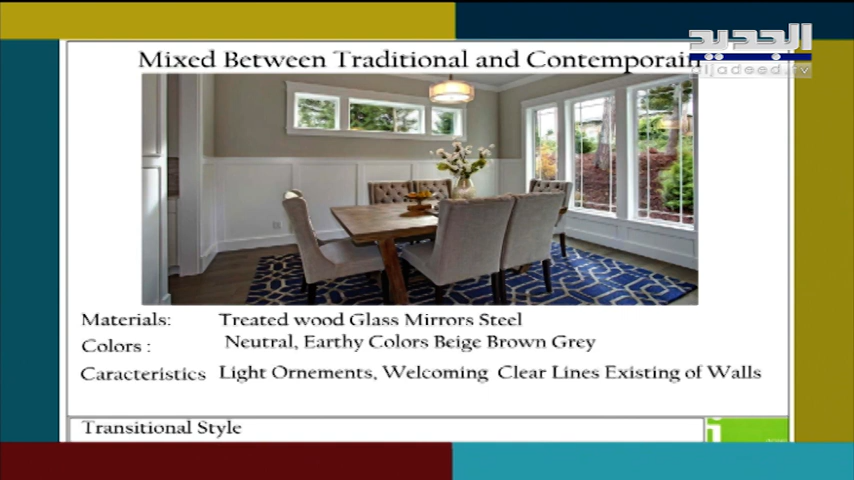 Mixed Between Traditional and Contemporain
الجديد
aljadeed.tv
Materials: Treated wood Glass Mirrors Steel
Colors : Neutral, Earthy Colors Beige Brown Grey
Caracteristics Light Ornements, Welcoming Clear Lines Existing of Walls
Transitional Style